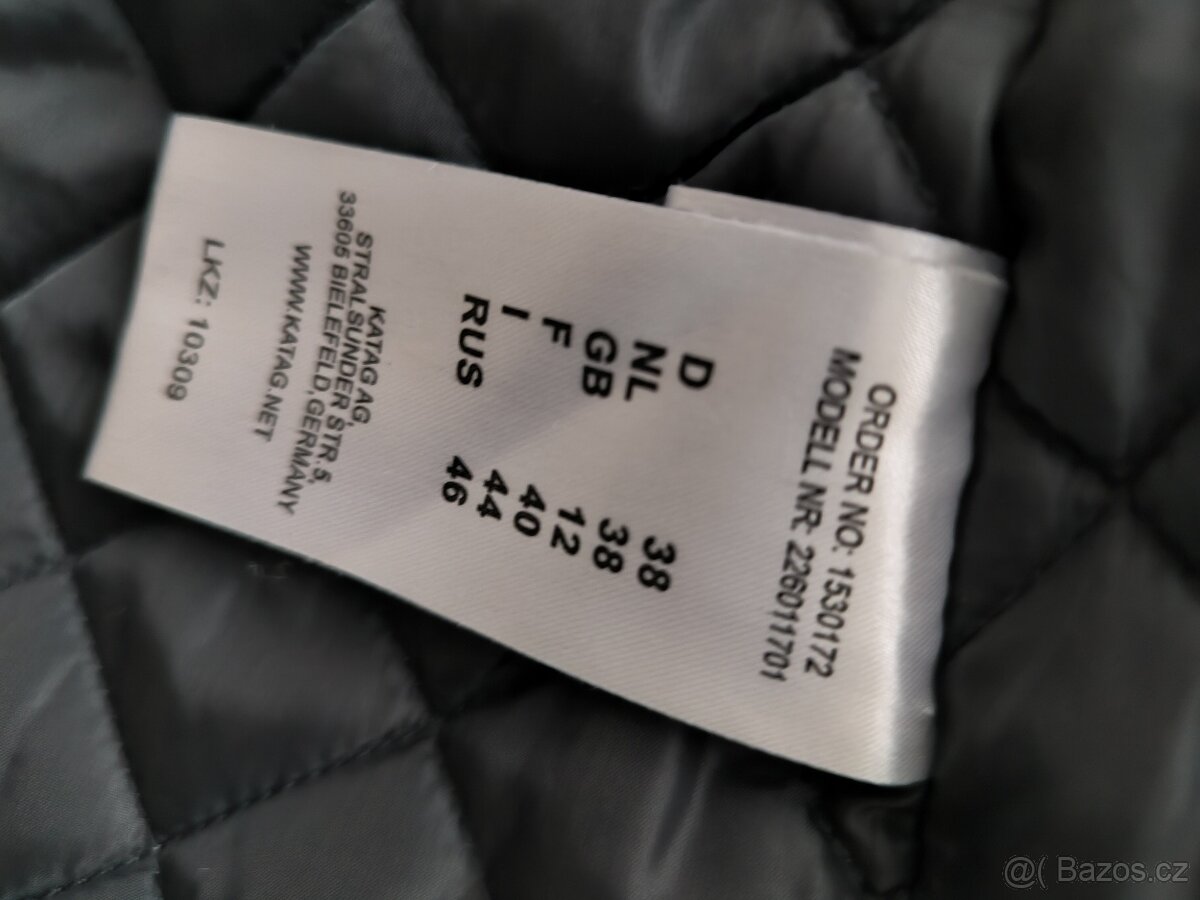 ORDER NO: 1530172
MODELL NR: 226011701
D 38
NL 38
GB 12
F 40
I 44
RUS 46
KATAG AG,
STRALSUNDER STR.5,
33605 BIELEFELD,GERMANY
WWW.KATAG.NET
LKZ: 10309
@( Bazos.cz